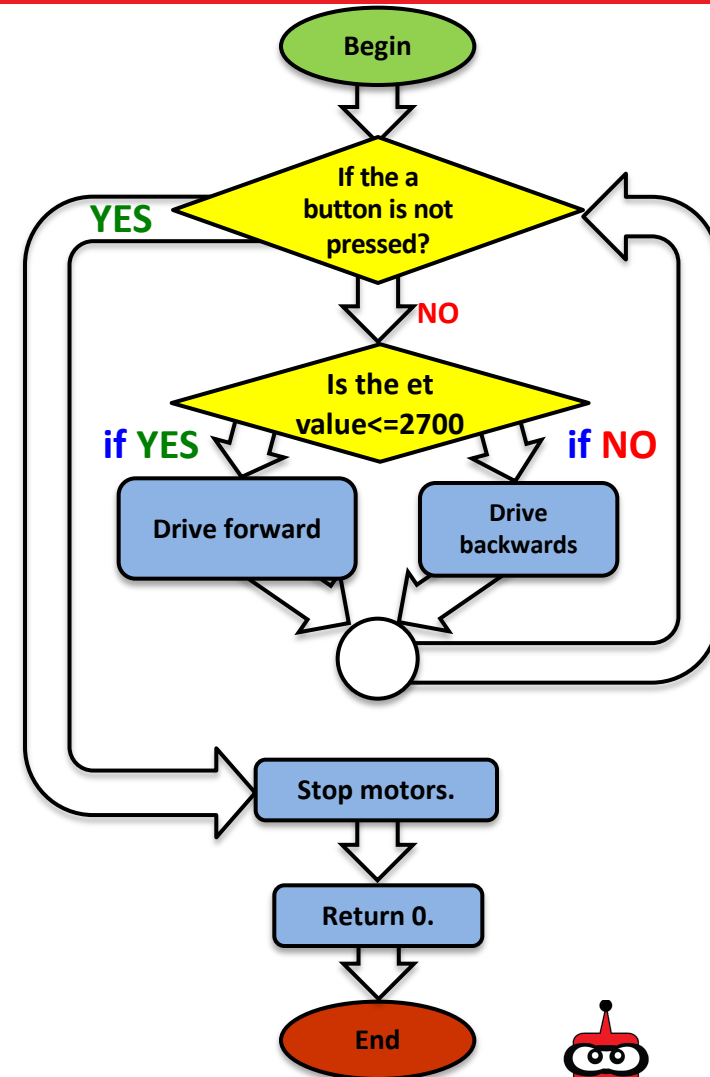 Begin
If the a
button is not
pressed?
YES
NO
Is the et
value<=2700
if YES
if NO
Drive forward
Drive
backwards
Stop motors.
Return 0.
End